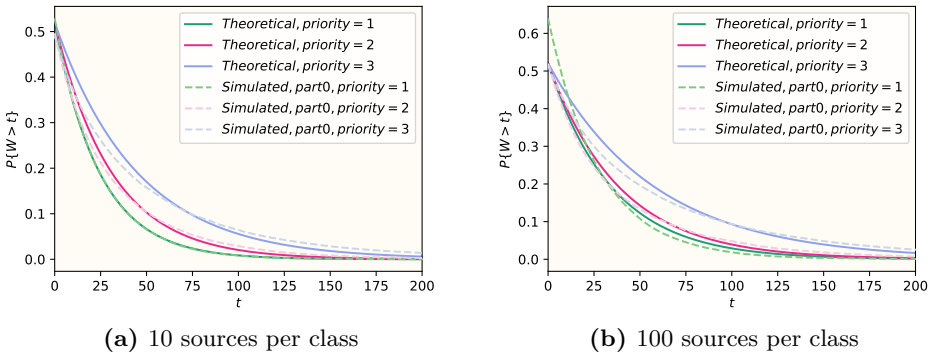 Theoretical, priority = 1
Theoretical, priority = 2
Theoretical, priority = 3
Simulated, part0, priority = 1
Simulated, part0, priority = 2
Simulated, part0, priority = 3
0.5
0.4
0.3
0.2
0.1
0.0
P{W > t}
0 25 50 75 100 125 150 175 200
t
(a) 10 sources per class
Theoretical, priority = 1
Theoretical, priority = 2
Theoretical, priority = 3
Simulated, part0, priority = 1
Simulated, part0, priority = 2
Simulated, part0, priority = 3
0.6
0.5
0.4
0.3
0.2
0.1
0.0
P{W > t}
0 25 50 75 100 125 150 175 200
t
(b) 100 sources per class